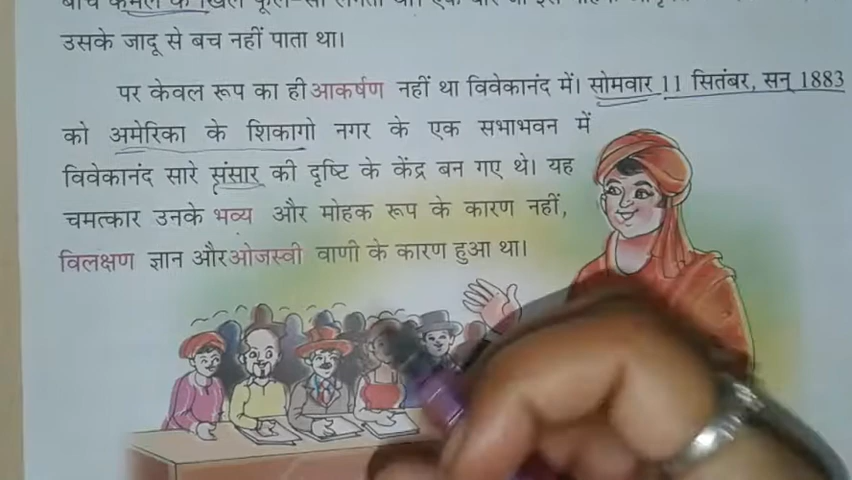 उसके जादू से बच नहीं पाता था।
पर केवल रूप का ही आकर्षण नहीं था विवेकानंद में। सोमवार 11 सितंबर, सन् 1883
को अमेरिका के शिकागो नगर के एक सभाभवन में
विवेकानंद सारे संसार की दृष्टि के केंद्र बन गए थे। यह
चमत्कार उनके भव्य और मोहक रूप के कारण नहीं,
विलक्षण ज्ञान और ओजस्वी वाणी के कारण हुआ था।